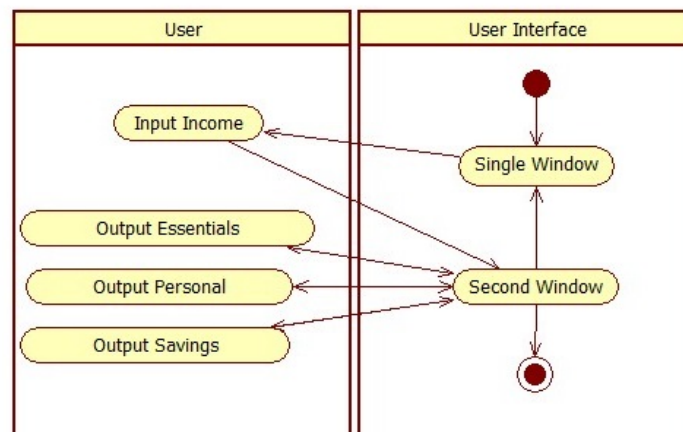 User
User Interface
Input Income
Single Window
Output Essentials
Output Personal
Second Window
Output Savings